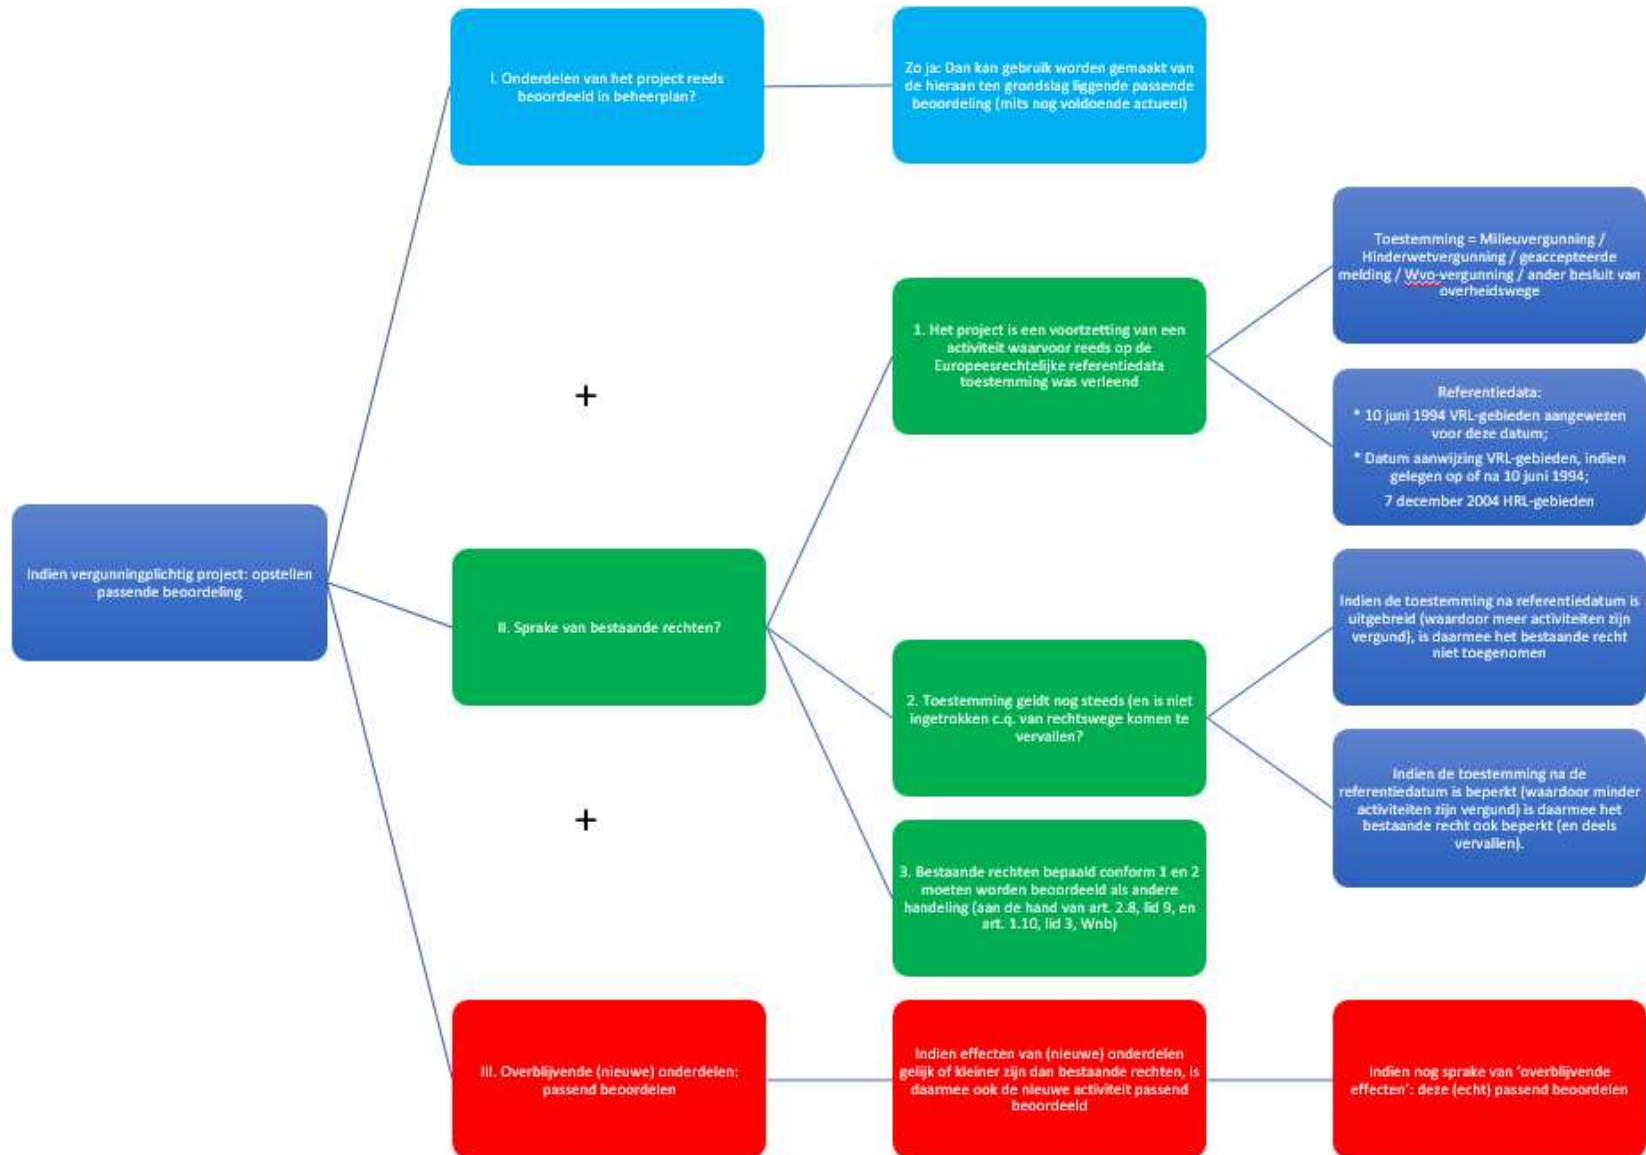 I. Onderdelen van het project reeds
beoordeeld in beheerplan?
Zo ja: Dan kan gebruik worden gemaakt van
de hieraan ten grondslag liggende passende
beoordeling (mits nog voldoende actueel)
+
Indien vergunningplichtig project: opstellen
passende beoordeling
II. Sprake van bestaande rechten?
1. Het project is een voortzetting van een
activiteit waarvoor reeds op de
Europeesrechtelijke referentiedata
toestemming was verleend
Toestemming = Milieuvergunning /
Hinderwetvergunning / geaccepteerde
melding / Wvo-vergunning / ander besluit van
overheidswege
Referentiedata:
* 10 juni 1994 VRL-gebieden aangewezen
voor deze datum;
* Datum aanwijzing VRL-gebieden, indien
gelegen op of na 10 juni 1994;
7 december 2004 HRL-gebieden
2. Toestemming geldt nog steeds (en is niet
ingetrokken c.q. van rechtswege komen te
vervallen?
Indien de toestemming na referentiedatum is
uitgebreid (waardoor meer activiteiten zijn
vergund), is daarmee het bestaande recht
niet toegenomen
Indien de toestemming na de
referentiedatum is beperkt (waardoor minder
activiteiten zijn vergund) is daarmee het
bestaande recht ook beperkt (en deels
vervallen).
3. Bestaande rechten bepaald conform 1 en 2
moeten worden beoordeeld als andere
handeling (aan de hand van art. 2.8, lid 9, en
art. 1.10, lid 3, Wnb)
+
III. Overblijvende (nieuwe) onderdelen:
passend beoordelen
Indien effecten van (nieuwe) onderdelen
gelijk of kleiner zijn dan bestaande rechten, is
daarmee ook de nieuwe activiteit passend
beoordeeld
Indien nog sprake van ‘overblijvende
effecten’: deze (echt) passend beoordelen